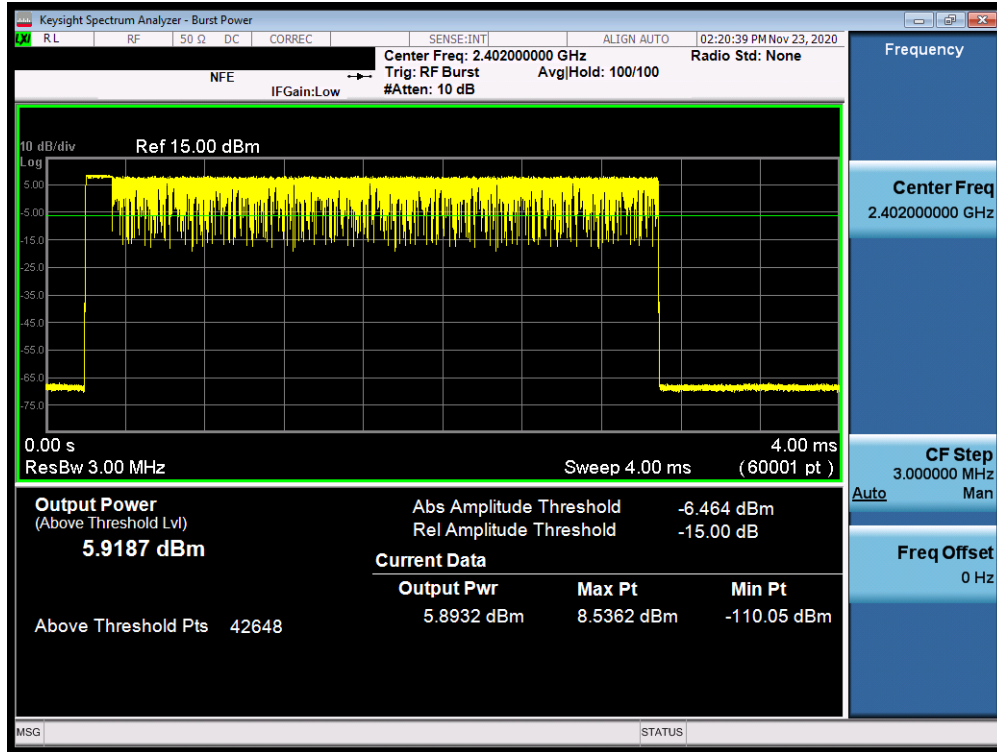 Keysight Spectrum Analyzer - Burst Power
LXI RL RF 50 Ω DC CORREC SENSE:INT ALIGN AUTO 02:20:39 PM Nov 23, 2020
Center Freq: 2.402000000 GHz Radio Std: None
NFE Trig: RF Burst Avg|Hold: 100/100
IFGain:Low #Atten: 10 dB
10 dB/div Ref 15.00 dBm
Log
5.00
-5.00
-15.0
-25.0
-35.0
-45.0
-55.0
-65.0
-75.0
0.00 s 4.00 ms
ResBw 3.00 MHz Sweep 4.00 ms (60001 pt)
Output Power
(Above Threshold Lvl)
5.9187 dBm
Above Threshold Pts 42648
Abs Amplitude Threshold -6.464 dBm
Rel Amplitude Threshold -15.00 dB
Current Data
Output Pwr Max Pt Min Pt
5.8932 dBm 8.5362 dBm -110.05 dBm
MSG STATUS
Frequency
Center Freq
2.402000000 GHz
CF Step
3.000000 MHz
Auto Man
Freq Offset
0 Hz